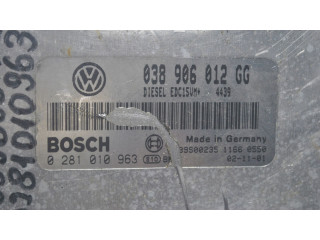 038 906 012 GG
DIESEL EDC15VM+ 4439
BOSCH
Made in Germany
0 281 010 963
02-11-01